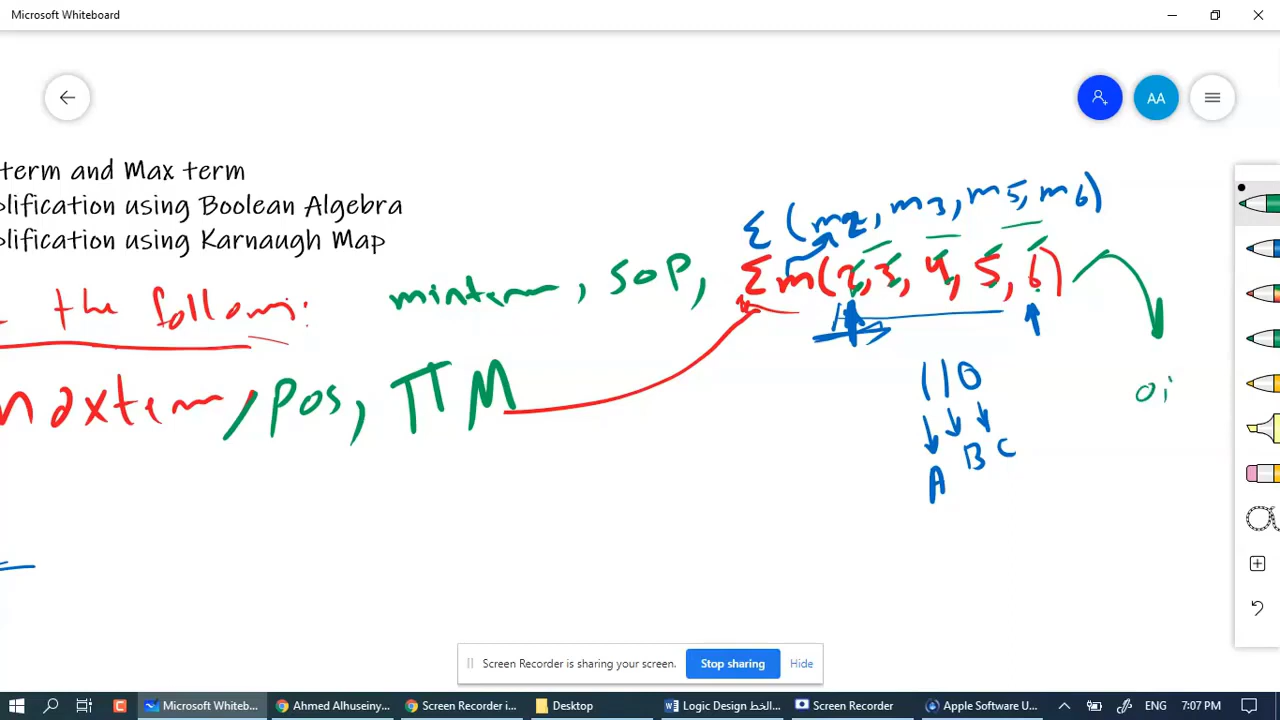 Microsoft Whiteboard
AA
term and Max term
plification using Boolean Algebra
plification using Karnaugh Map
Σ (m2, m3, m5, m6)
minterm, SOP, Σm(2, 3, 4, 5, 6)
the following:
maxterm/POS, ΠM
110
A B C
oi
Screen Recorder is sharing your screen. Stop sharing Hide
Microsoft Whiteb... Ahmed Alhuseiny... Screen Recorder i... Desktop Logic Design الخط... Screen Recorder Apple Software U... ENG 7:07 PM